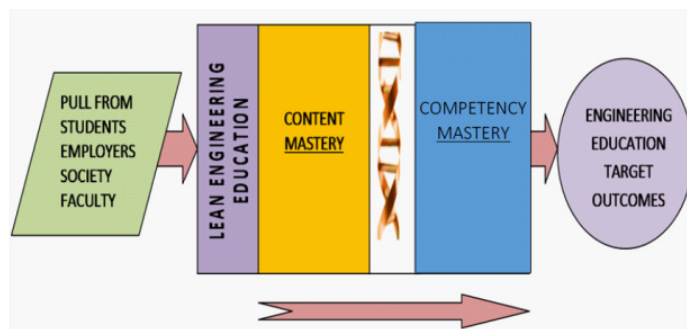 PULL FROM
STUDENTS
EMPLOYERS
SOCIETY
FACULTY
LEAN ENGINEERING
EDUCATION
CONTENT
MASTERY
COMPETENCY
MASTERY
ENGINEERING
EDUCATION
TARGET
OUTCOMES